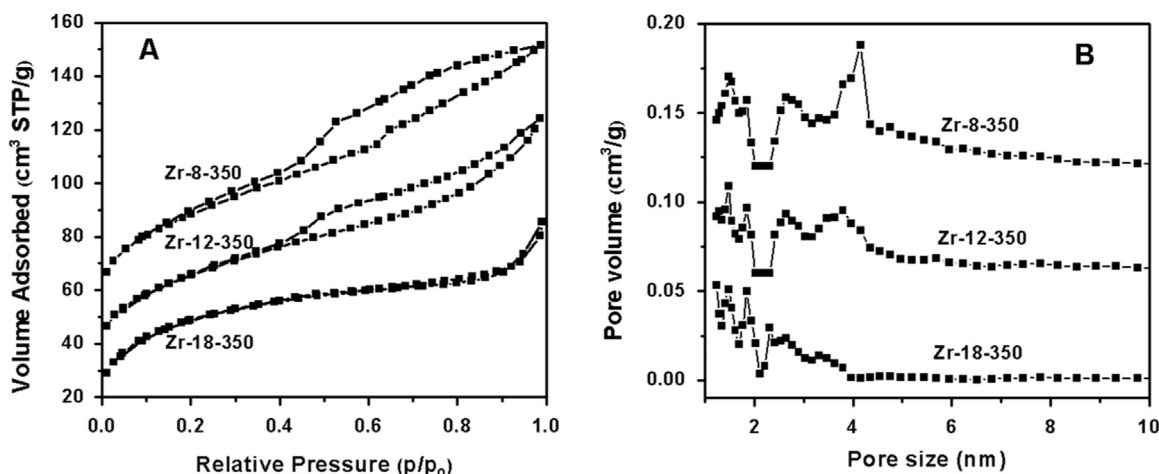 A
Volume Adsorbed (cm³ STP/g)
160
140
120
100
80
60
40
20
Zr-8-350
Zr-12-350
Zr-18-350
0.0 0.2 0.4 0.6 0.8 1.0
Relative Pressure (p/p₀)
B
Pore volume (cm³/g)
0.20
0.15
0.10
0.05
0.00
Zr-8-350
Zr-12-350
Zr-18-350
2 4 6 8 10
Pore size (nm)